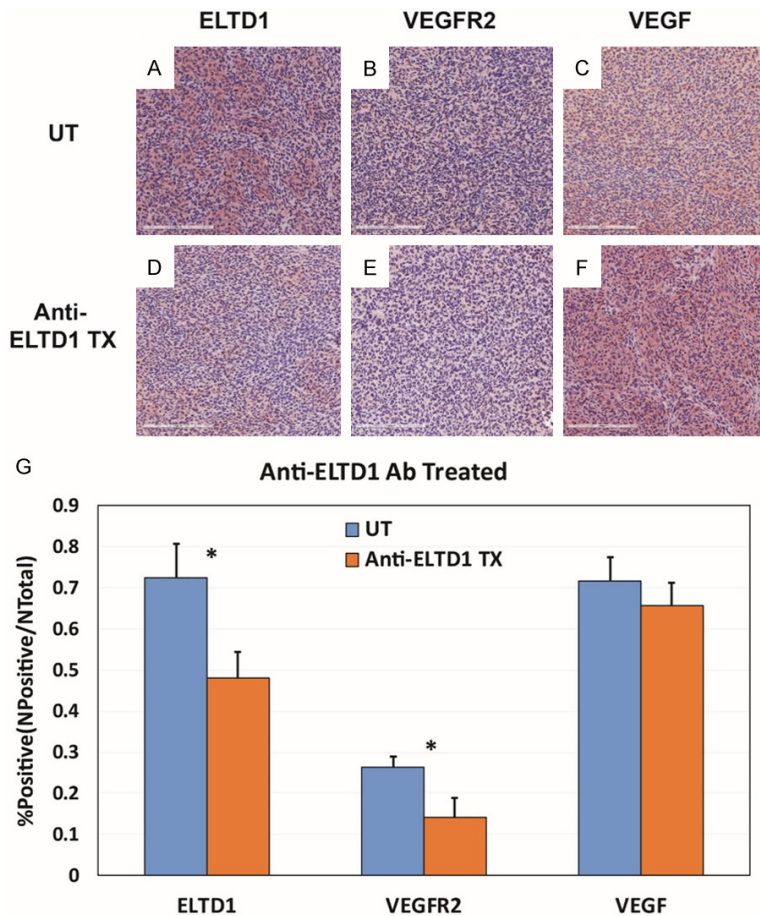 ELTD1 VEGFR2 VEGF
A B C
UT
D E F
Anti-
ELTD1 TX
G
Anti-ELTD1 Ab Treated
%Positive(NPositive/NTotal)
0.9
0.8
0.7
0.6
0.5
0.4
0.3
0.2
0.1
0
UT
Anti-ELTD1 TX
*
*
ELTD1 VEGFR2 VEGF